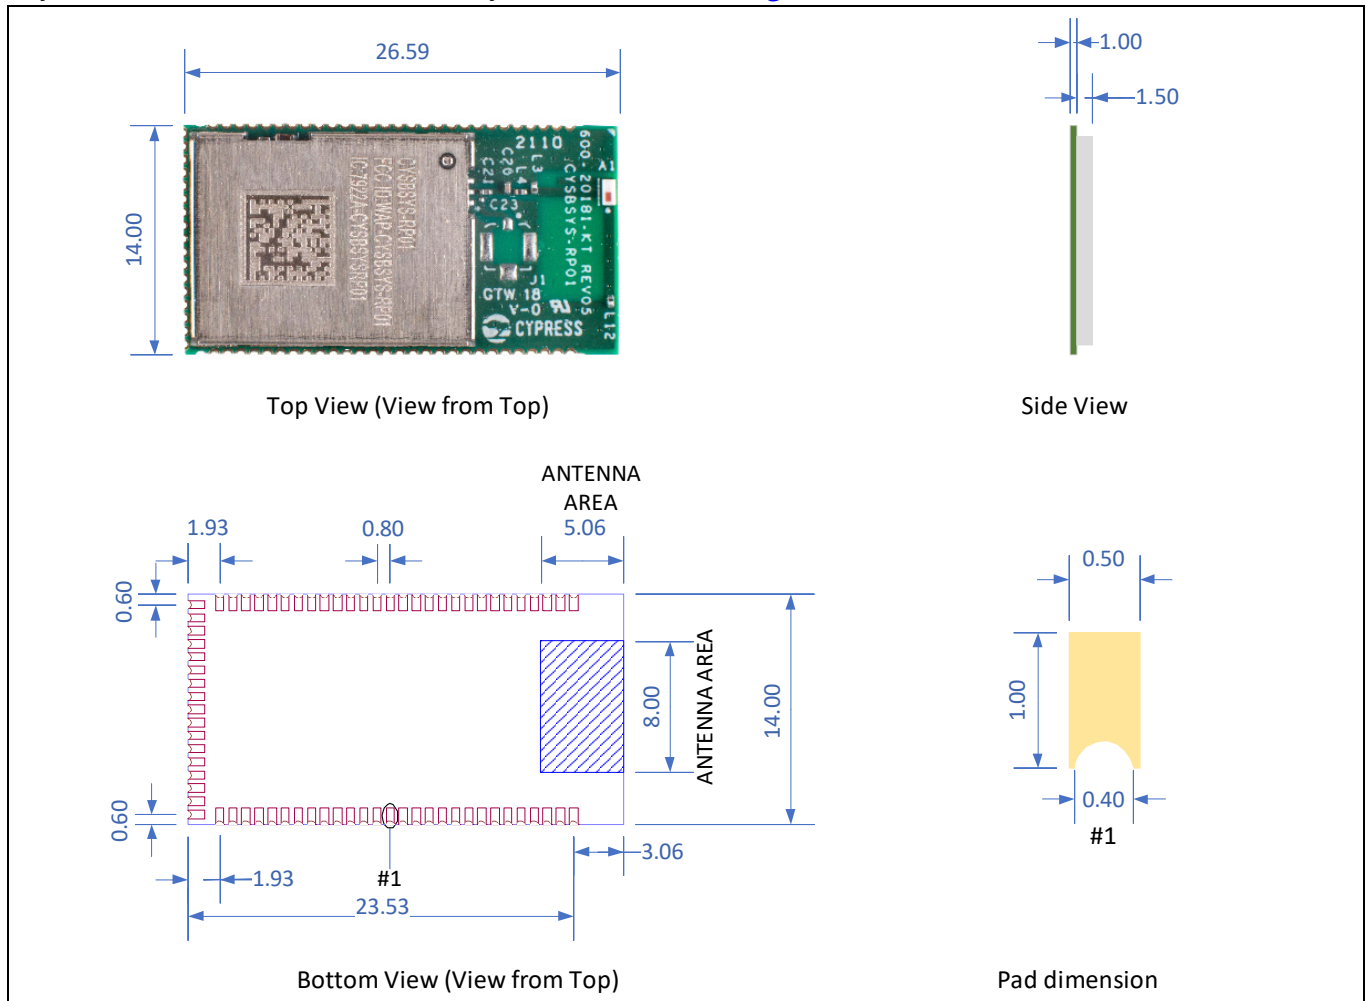 26.59
1.00
1.50
14.00
CYSBSYS-RP01
FCC ID:WAP-CYSBSYS-RP01
IC:7922A-CYSBSYSRP01
2110
C21
C20
L4
L3
C23
600-20181-KT REV05
CYSBSYS-RP01
A1
J1
GTW 18
V-0
CYPRESS
L12
Top View (View from Top)
Side View
ANTENNA
AREA
1.93
0.80
5.06
0.50
0.60
8.00
ANTENNA AREA
14.00
1.00
0.60
0.40
#1
3.06
1.93
#1
23.53
Bottom View (View from Top)
Pad dimension